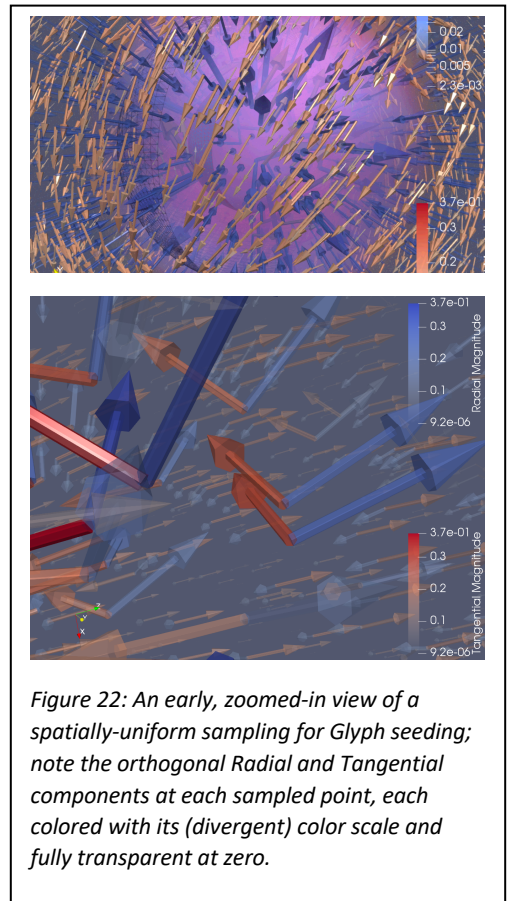 0.02
0.01
0.005
2.3e-03
3.7e-01
0.3
0.2
3.7e-01
0.3
0.2
0.1
9.2e-06
Radial Magnitude
3.7e-01
0.3
0.2
0.1
9.2e-06
Tangential Magnitude
Z
Y
X
Figure 22: An early, zoomed-in view of a
spatially-uniform sampling for Glyph seeding;
note the orthogonal Radial and Tangential
components at each sampled point, each
colored with its (divergent) color scale and
fully transparent at zero.